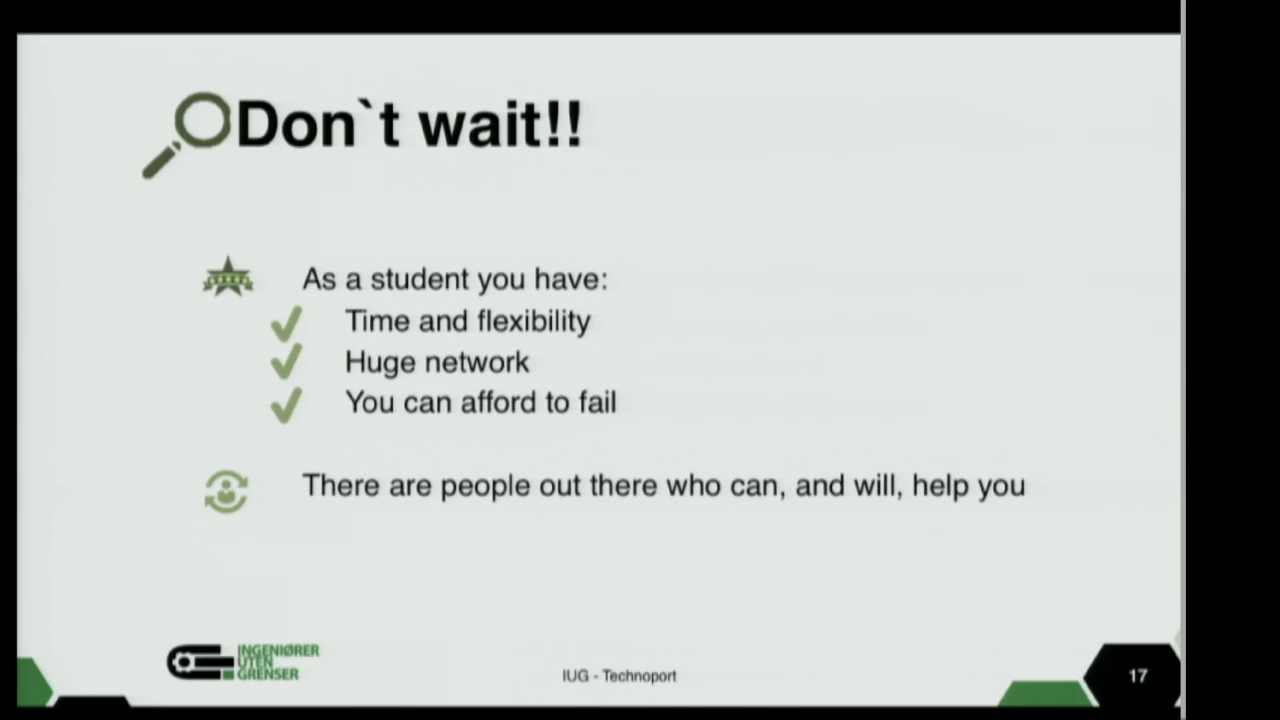 Don`t wait!!
As a student you have:
Time and flexibility
Huge network
You can afford to fail
There are people out there who can, and will, help you
INGENIØRER
UTEN
GRENSER
IUG - Technoport
17